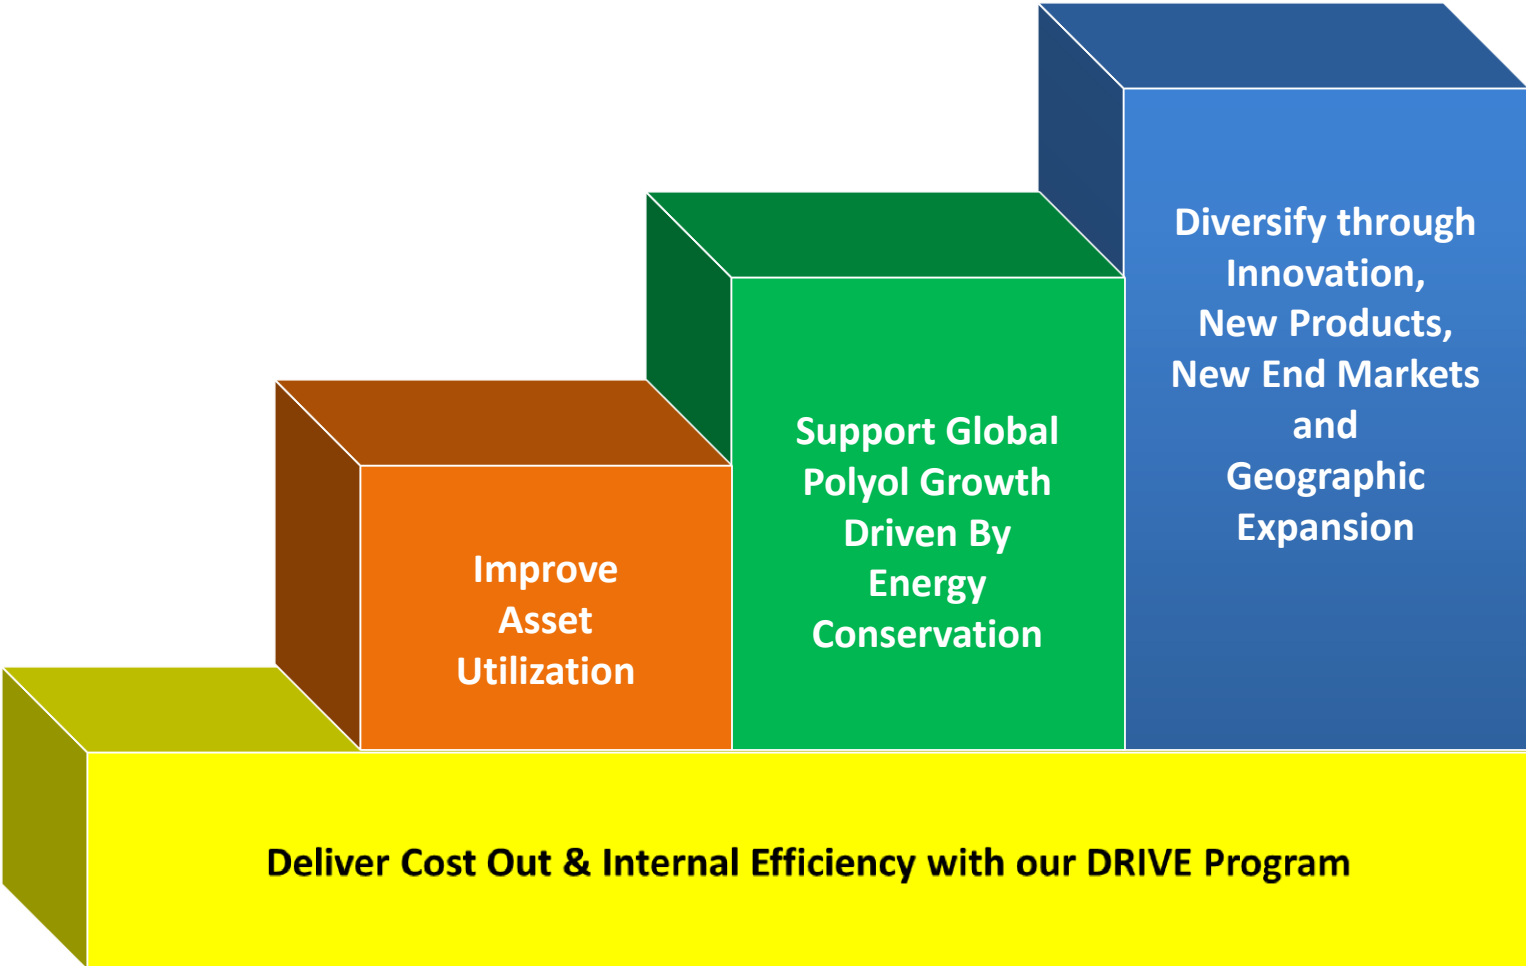 Diversify through
Innovation,
New Products,
New End Markets
and
Geographic
Expansion
Support Global
Polyol Growth
Driven By
Energy
Conservation
Improve
Asset
Utilization
Deliver Cost Out & Internal Efficiency with our DRIVE Program